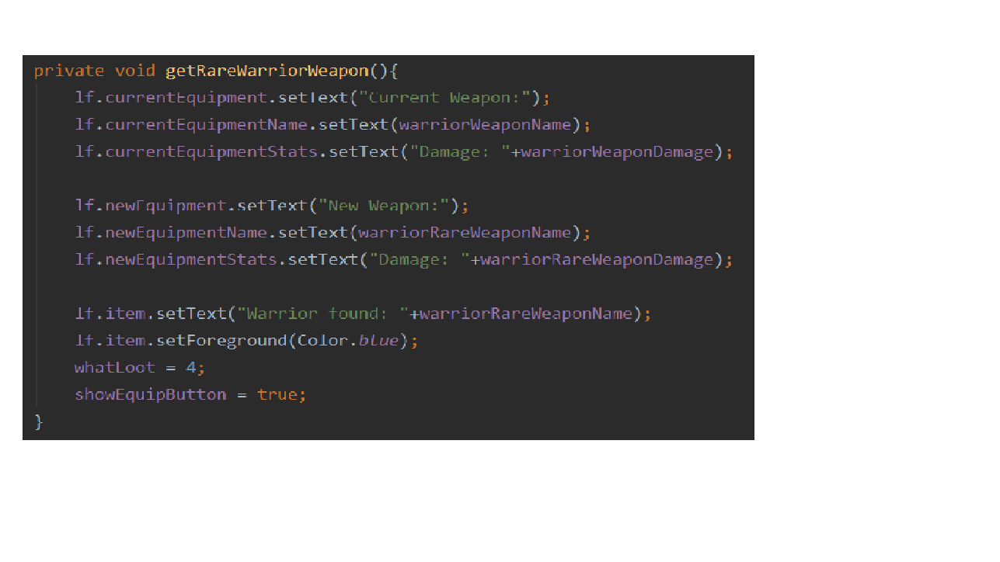 private void getRareWarriorWeapon(){
lf.currentEquipment.setText("Current Weapon:");
lf.currentEquipmentName.setText(warriorWeaponName);
lf.currentEquipmentStats.setText("Damage: "+warriorWeaponDamage);
lf.newEquipment.setText("New Weapon:");
lf.newEquipmentName.setText(warriorRareWeaponName);
lf.newEquipmentStats.setText("Damage: "+warriorRareWeaponDamage);
lf.item.setText("Warrior found: "+warriorRareWeaponName);
lf.item.setForeground(Color.blue);
whatLoot = 4;
showEquipButton = true;
}